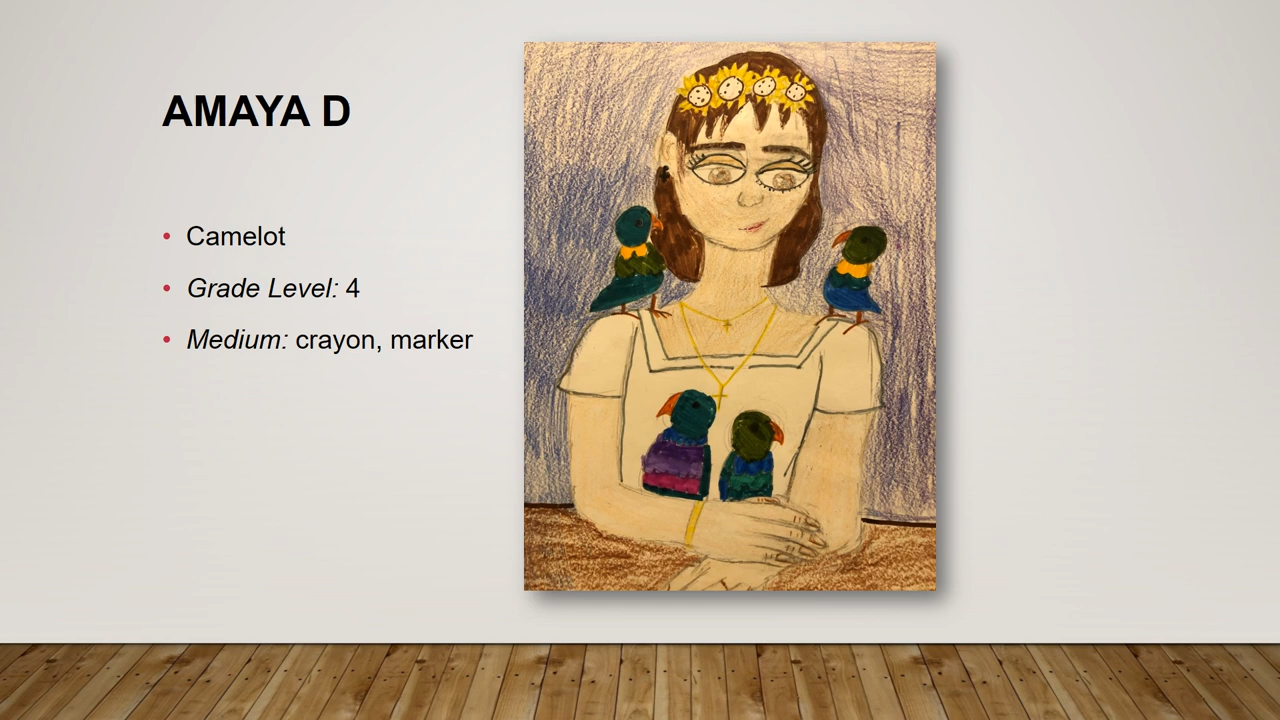 AMAYA D
• Camelot
• Grade Level: 4
• Medium: crayon, marker